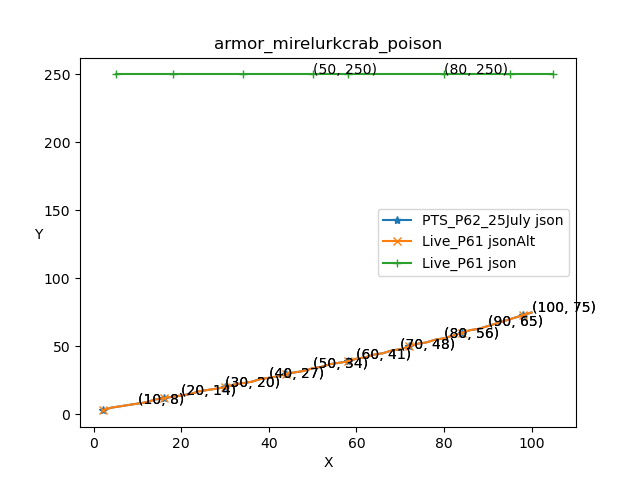 armor_mirelurkcrab_poison
250
(50, 250)
(80, 250)
200
150
PTS_P62_25July json
Live_P61 jsonAlt
Live_P61 json
Y
100
50
0
(10, 8)
(20, 14)
(30, 20)
(40, 27)
(50, 34)
(60, 41)
(70, 48)
(80, 56)
(90, 65)
(100, 75)
0 20 40 60 80 100
X